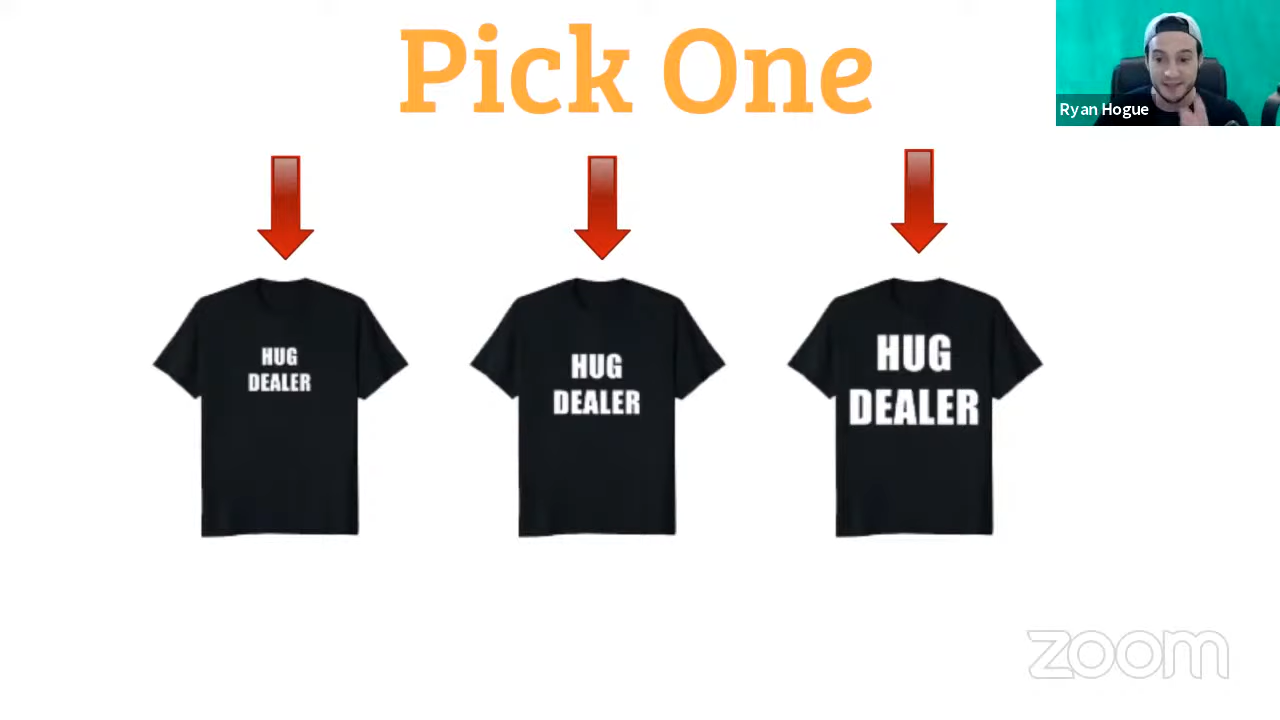 Pick One
Ryan Hogue
HUG
DEALER
HUG
DEALER
HUG
DEALER
zoom